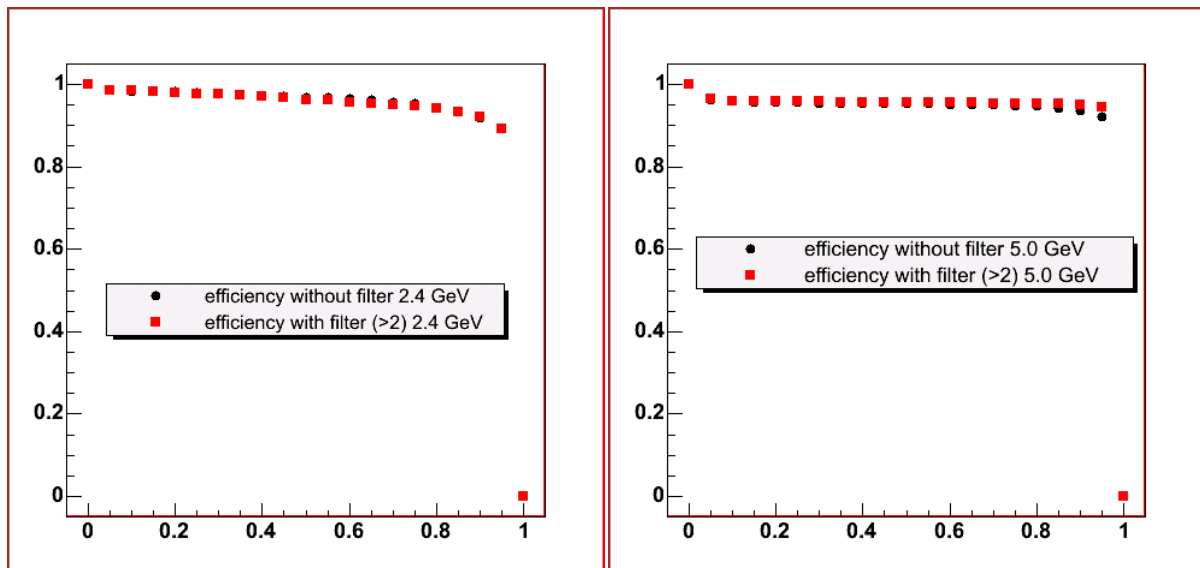 1
0.8
0.6
efficiency without filter 2.4 GeV
efficiency with filter (>2) 2.4 GeV
0.4
0.2
0
0 0.2 0.4 0.6 0.8 1
1
0.8
0.6
efficiency without filter 5.0 GeV
efficiency with filter (>2) 5.0 GeV
0.4
0.2
0
0 0.2 0.4 0.6 0.8 1